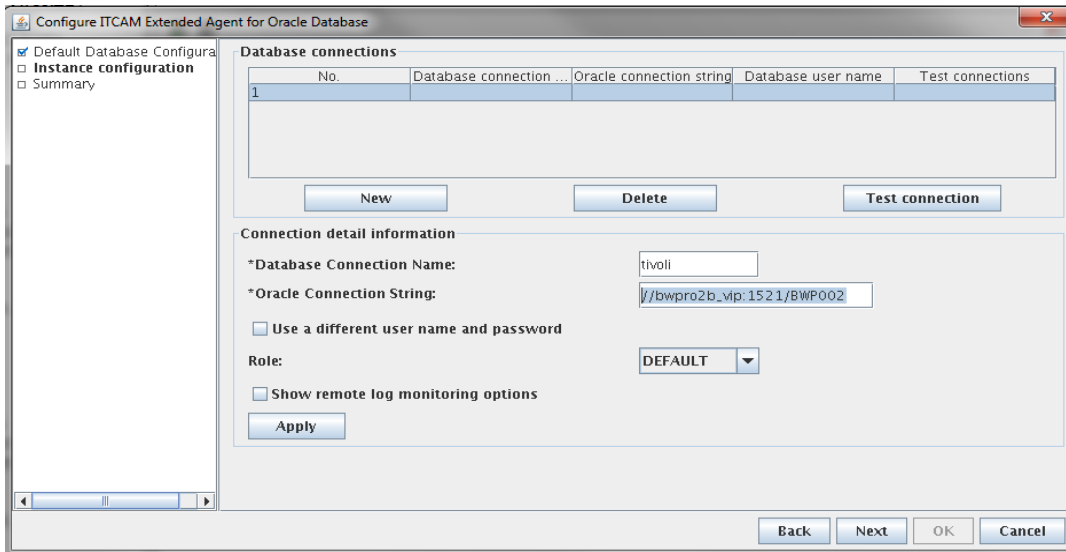 Configure ITCAM Extended Agent for Oracle Database
Default Database Configura
Instance configuration
Summary
Database connections
No. Database connection ... Oracle connection string Database user name Test connections
1
New Delete Test connection
Connection detail information
*Database Connection Name: tivoli
*Oracle Connection String: //bwpro2b_vip:1521/BWP002
Use a different user name and password
Role: DEFAULT
Show remote log monitoring options
Apply
Back Next OK Cancel